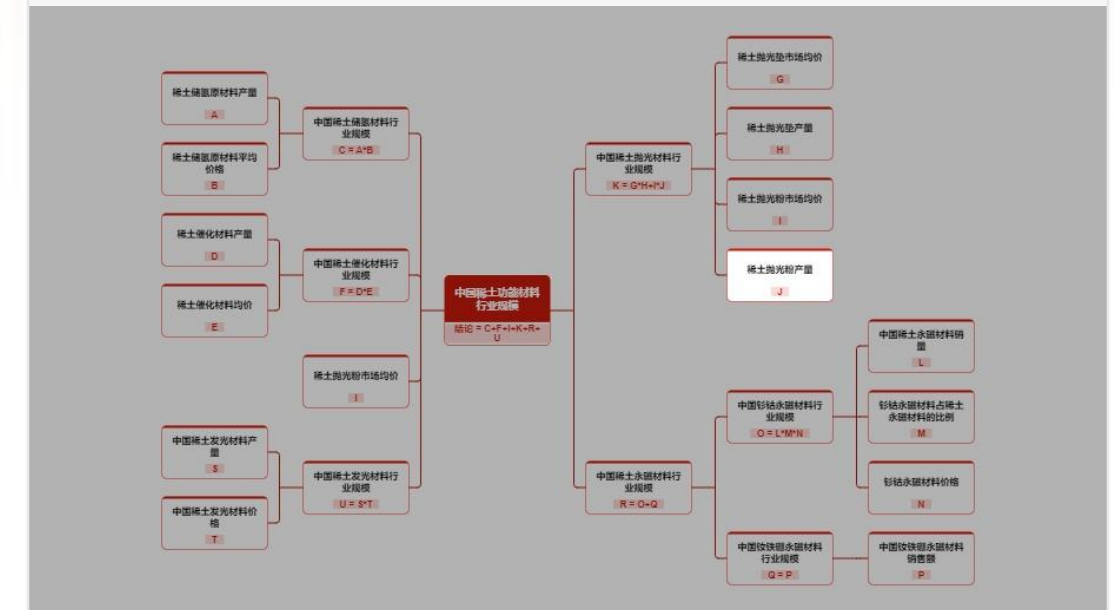 稀土储氢原材料产量
A
稀土储氢原材料平均
价格
B
中国稀土储氢材料行
业规模
C = A*B
稀土催化材料产量
D
稀土催化材料均价
E
中国稀土催化材料行
业规模
F = D*E
稀土抛光粉市场均价
I
中国稀土发光材料产
量
S
中国稀土发光材料价
格
T
中国稀土发光材料行
业规模
U = S*T
中国稀土功能材料
行业规模
结论 = C+F+I+K+R+
U
中国稀土抛光材料行
业规模
K = G*H+I*J
稀土抛光垫市场均价
G
稀土抛光垫产量
H
稀土抛光粉市场均价
I
稀土抛光粉产量
J
中国稀土永磁材料行
业规模
R = O+Q
中国钐钴永磁材料行
业规模
O = L*M*N
中国稀土永磁材料销
量
L
钐钴永磁材料占稀土
永磁材料的比例
M
钐钴永磁材料价格
N
中国钕铁硼永磁材料
行业规模
Q = P
中国钕铁硼永磁材料
销售额
P